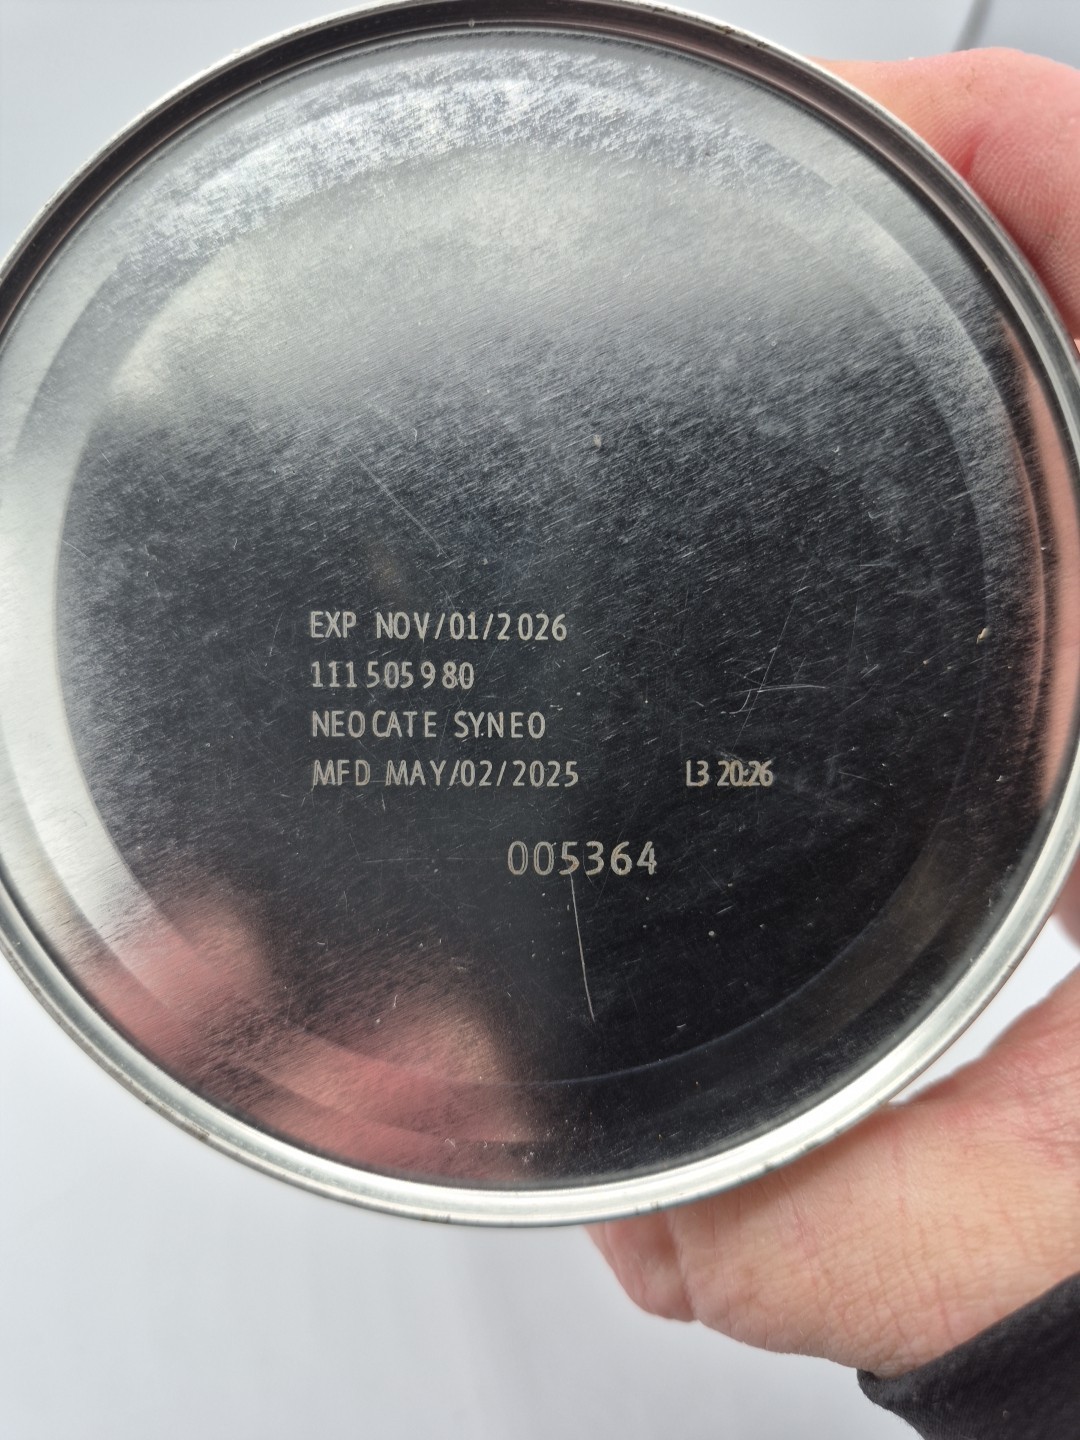 EXP NOV/01/2026
111505980
NEOCATE SYNEO
MFD MAY/02/2025 L3 20:26
005364